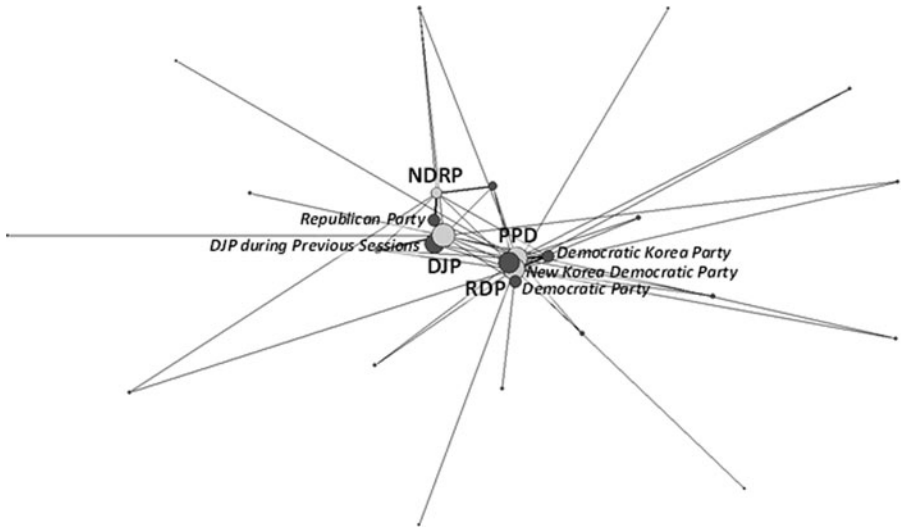 NDRP
Republican Party
PPD
DJP during Previous Sessions
Democratic Korea Party
DJP
New Korea Democratic Party
RDP
Democratic Party